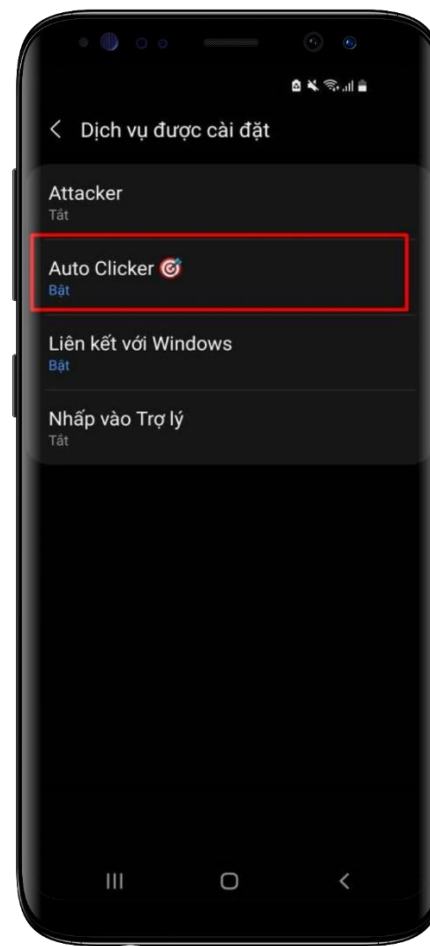 Dịch vụ được cài đặt
Attacker
Tắt
Auto Clicker 🎯
Bật
Liên kết với Windows
Bật
Nhấp vào Trợ lý
Tắt